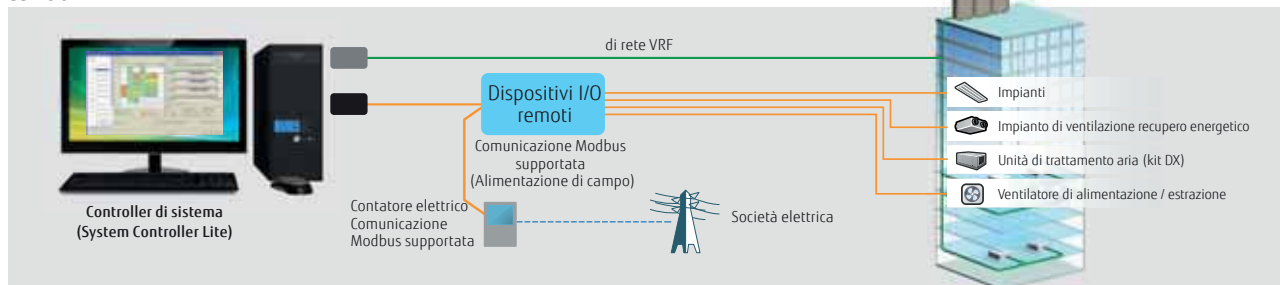 di rete VRF
Dispositivi I/O
remoti
Comunicazione Modbus
supportata
(Alimentazione di campo)
Impianti
Impianto di ventilazione recupero energetico
Unità di trattamento aria (kit DX)
Ventilatore di alimentazione / estrazione
Controller di sistema
(System Controller Lite)
Contatore elettrico
Comunicazione
Modbus supportata
Società elettrica